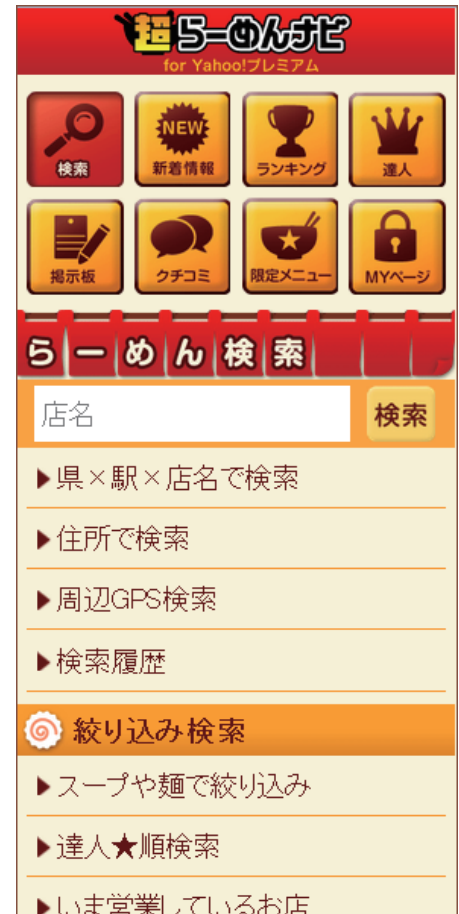 超らーめんナビ
for Yahoo!プレミアム
検索
NEW
新着情報
ランキング
達人
掲示板
クチコミ
限定メニュー
MYページ
らーめん検索
店名
検索
▶県×駅×店名で検索
▶住所で検索
▶周辺GPS検索
▶検索履歴
絞り込み検索
▶スープや麺で絞り込み
▶達人★順検索
▶いま営業しているお店